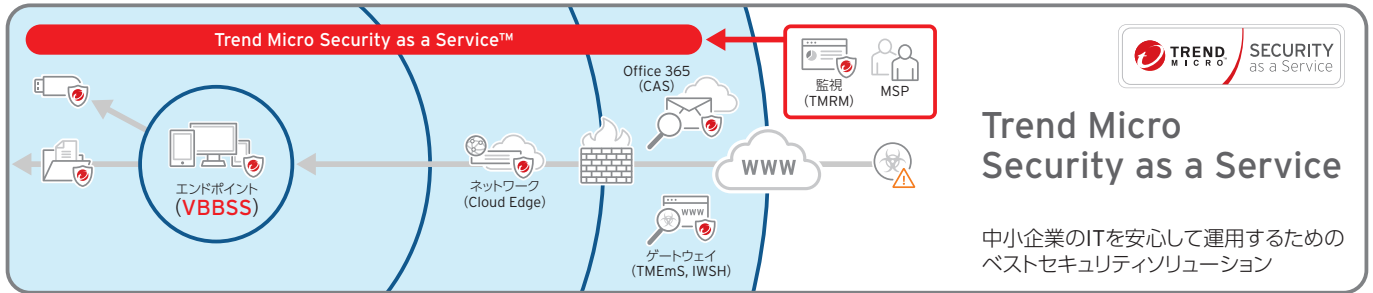 Trend Micro Security as a Service™
Office 365
(CAS)
監視
(TMRM)
MSP
エンドポイント
(VBBSS)
ネットワーク
(Cloud Edge)
WWW
www
ゲートウェイ
(TMEmS, IWSH)
TREND
MICRO™
SECURITY
as a Service
Trend Micro
Security as a Service
中小企業のITを安心して運用するための
ベストセキュリティソリューション